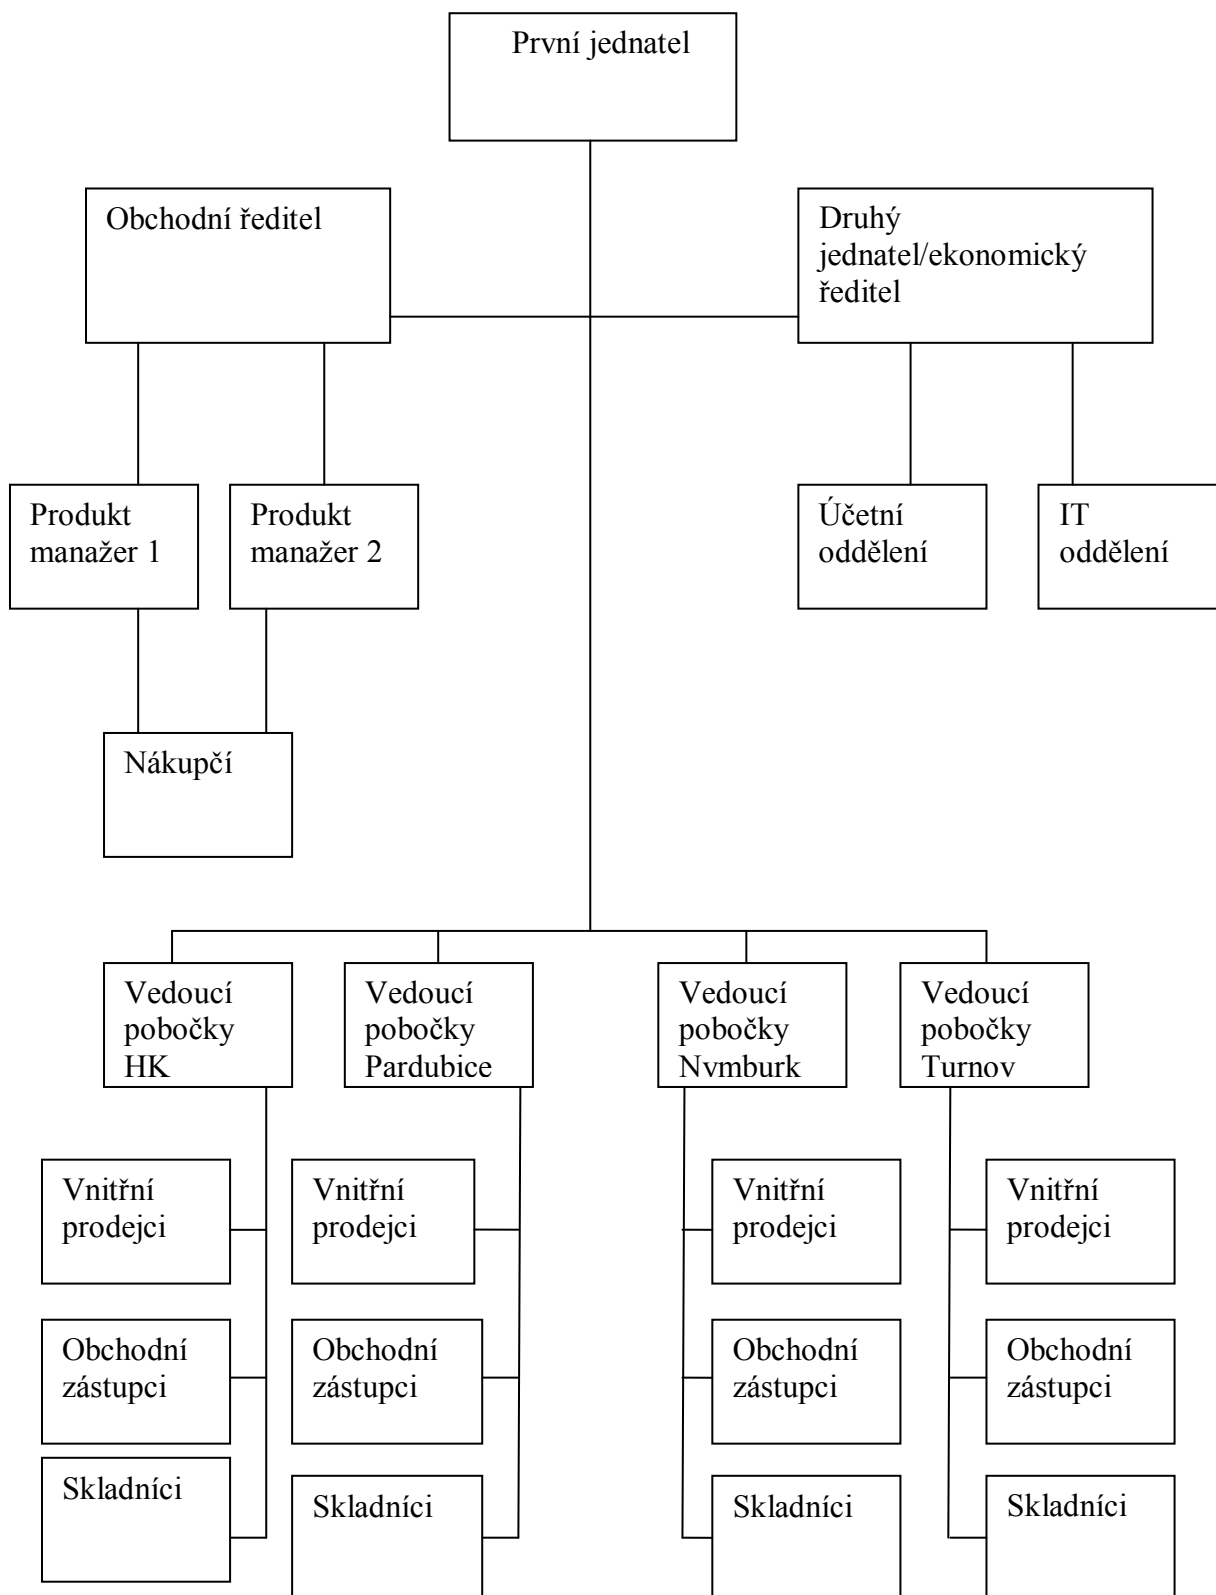 První jednatel
Obchodní ředitel
Druhý
jednatel/ekonomický
ředitel
Produkt
manažer 1
Produkt
manažer 2
Účetní
oddělení
IT
oddělení
Nákupčí
Vedoucí
pobočky
HK
Vedoucí
pobočky
Pardubice
Vedoucí
pobočky
Nymburk
Vedoucí
pobočky
Turnov
Vnitřní
prodejci
Vnitřní
prodejci
Vnitřní
prodejci
Vnitřní
prodejci
Obchodní
zástupci
Obchodní
zástupci
Obchodní
zástupci
Obchodní
zástupci
Skladníci
Skladníci
Skladníci
Skladníci